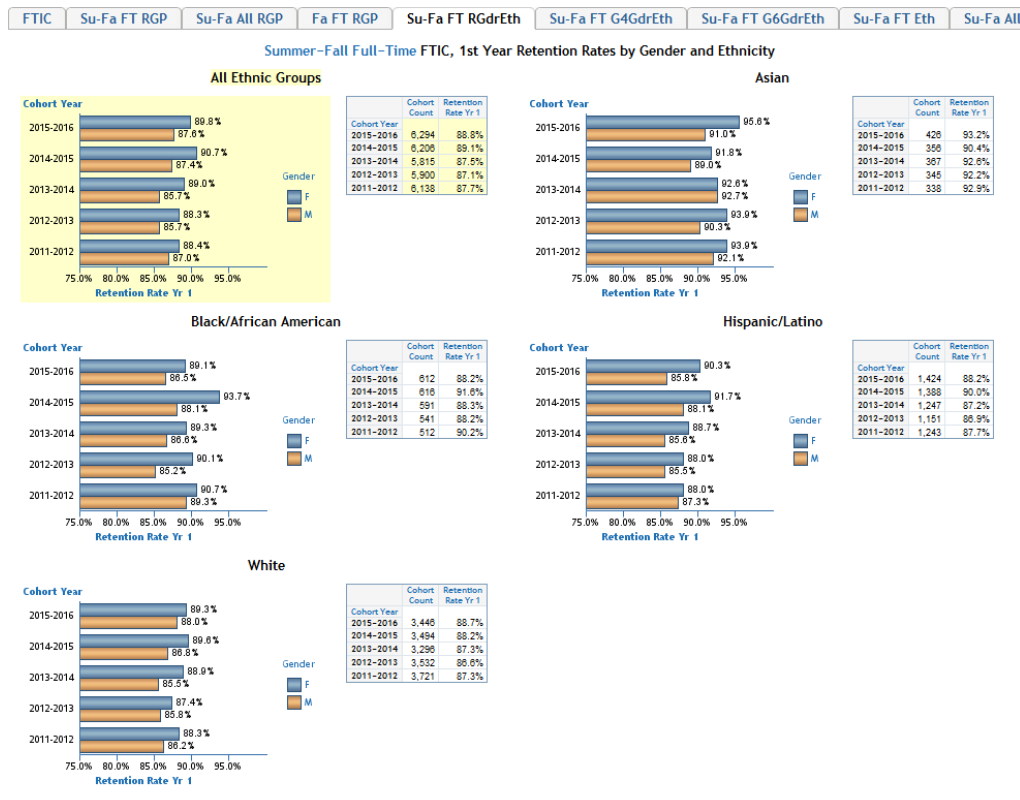 FTIC Su-Fa FT RGP Su-Fa All RGP Fa FT RGP Su-Fa FT RGdrEth Su-Fa FT G4GdrEth Su-Fa FT G6GdrEth Su-Fa FT Eth Su-Fa All
Summer-Fall Full-Time FTIC, 1st Year Retention Rates by Gender and Ethnicity
All Ethnic Groups
Cohort Year
2015-2016 89.8% 87.6%
2014-2015 90.7% 87.4%
2013-2014 89.0% 85.7%
2012-2013 88.3% 85.7%
2011-2012 88.4% 87.0%
75.0% 80.0% 85.0% 90.0% 95.0%
Retention Rate Yr 1
Gender
F
M
Cohort Retention
Count Rate Yr 1
Cohort Year
2015-2016 6,294 88.8%
2014-2015 6,206 89.1%
2013-2014 5,815 87.5%
2012-2013 5,900 87.1%
2011-2012 6,138 87.7%
Asian
Cohort Year
2015-2016 95.6% 91.0%
2014-2015 91.8% 89.0%
2013-2014 92.6% 92.7%
2012-2013 93.9% 90.3%
2011-2012 93.9% 92.1%
75.0% 80.0% 85.0% 90.0% 95.0%
Retention Rate Yr 1
Gender
F
M
Cohort Retention
Count Rate Yr 1
Cohort Year
2015-2016 426 93.2%
2014-2015 356 90.4%
2013-2014 367 92.6%
2012-2013 345 92.2%
2011-2012 338 92.9%
Black/African American
Cohort Year
2015-2016 89.1% 86.5%
2014-2015 93.7% 88.1%
2013-2014 89.3% 86.6%
2012-2013 90.1% 85.2%
2011-2012 90.7% 89.3%
75.0% 80.0% 85.0% 90.0% 95.0%
Retention Rate Yr 1
Gender
F
M
Cohort Retention
Count Rate Yr 1
Cohort Year
2015-2016 612 88.2%
2014-2015 616 91.6%
2013-2014 591 88.3%
2012-2013 541 88.2%
2011-2012 512 90.2%
Hispanic/Latino
Cohort Year
2015-2016 90.3% 85.8%
2014-2015 91.7% 88.1%
2013-2014 88.7% 85.6%
2012-2013 88.0% 85.5%
2011-2012 88.0% 87.3%
75.0% 80.0% 85.0% 90.0% 95.0%
Retention Rate Yr 1
Gender
F
M
Cohort Retention
Count Rate Yr 1
Cohort Year
2015-2016 1,424 88.2%
2014-2015 1,388 90.0%
2013-2014 1,247 87.2%
2012-2013 1,151 86.9%
2011-2012 1,243 87.7%
White
Cohort Year
2015-2016 89.3% 88.0%
2014-2015 89.6% 86.8%
2013-2014 88.9% 85.5%
2012-2013 87.4% 85.8%
2011-2012 88.3% 86.2%
75.0% 80.0% 85.0% 90.0% 95.0%
Retention Rate Yr 1
Gender
F
M
Cohort Retention
Count Rate Yr 1
Cohort Year
2015-2016 3,446 88.7%
2014-2015 3,494 88.2%
2013-2014 3,296 87.3%
2012-2013 3,532 86.6%
2011-2012 3,721 87.3%